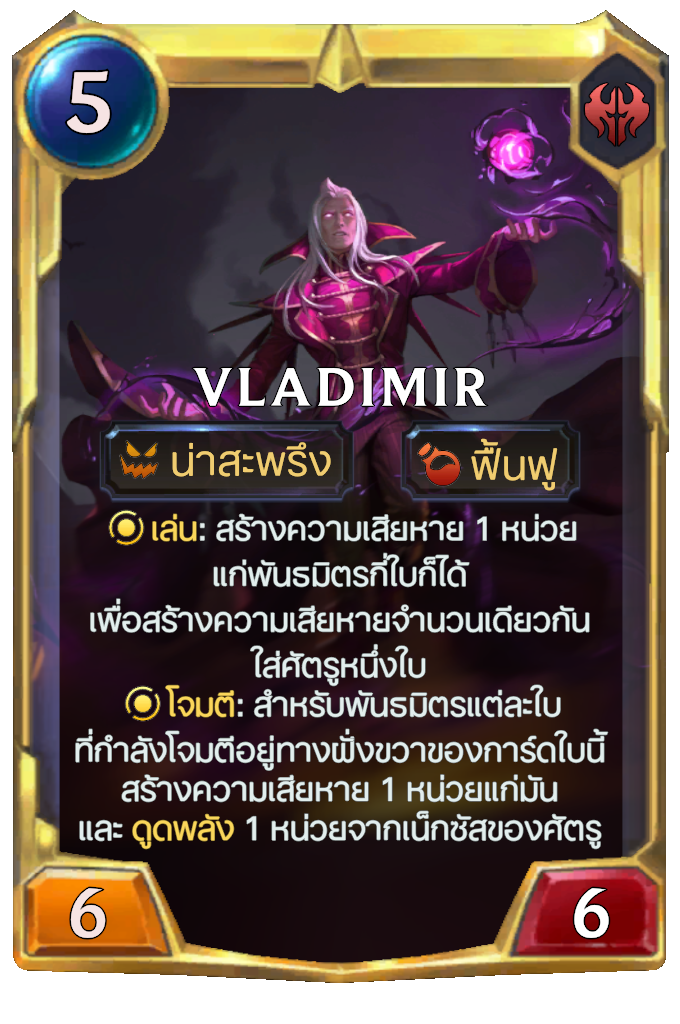 5
VLADIMIR
น่าสะพรึง
ฟื้นฟู
เล่น: สร้างความเสียหาย 1 หน่วย
แก่พันธมิตรกี่ใบก็ได้
เพื่อสร้างความเสียหายจำนวนเดียวกัน
ใส่ศัตรูหนึ่งใบ
โจมตี: สำหรับพันธมิตรแต่ละใบ
ที่กำลังโจมตีอยู่ทางฝั่งขวาของการ์ดใบนี้
สร้างความเสียหาย 1 หน่วยแก่มัน
และ ดูดพลัง 1 หน่วยจากเน็กซัสของศัตรู
6
6